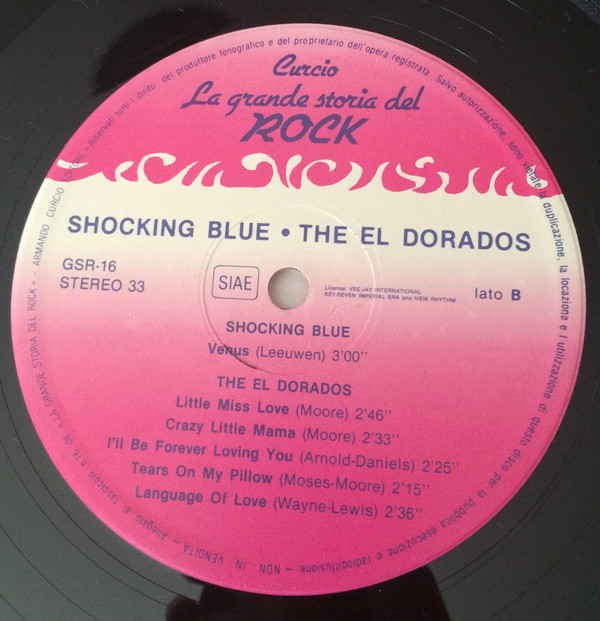 Curcio
La grande storia del
ROCK
SHOCKING BLUE • THE EL DORADOS
GSR-16
STEREO 33
SIAE
License: VEE JAY INTERNATIONAL
KEY-SEVEN IMPERIAL ERA and NEW RHYTHM
lato B
SHOCKING BLUE
Venus (Leeuwen) 3'00''
THE EL DORADOS
Little Miss Love (Moore) 2'46''
Crazy Little Mama (Moore) 2'33''
I'll Be Forever Loving You (Arnold-Daniels) 2'25''
Tears On My Pillow (Moses-Moore) 2'15''
Language Of Love (Wayne-Lewis) 2'36''
Riservati tutti i diritti del produttore fonografico e del proprietario dell'opera registrata. Salvo autorizzazione, sono vietate la duplicazione, la locazione e l'utilizzazione di questo disco per la pubblica esecuzione e radiodiffusione. – NON IN VENDITA – Allegato al fascicolo n. de «LA GRANDE STORIA DEL ROCK» - ARMANDO CURCIO